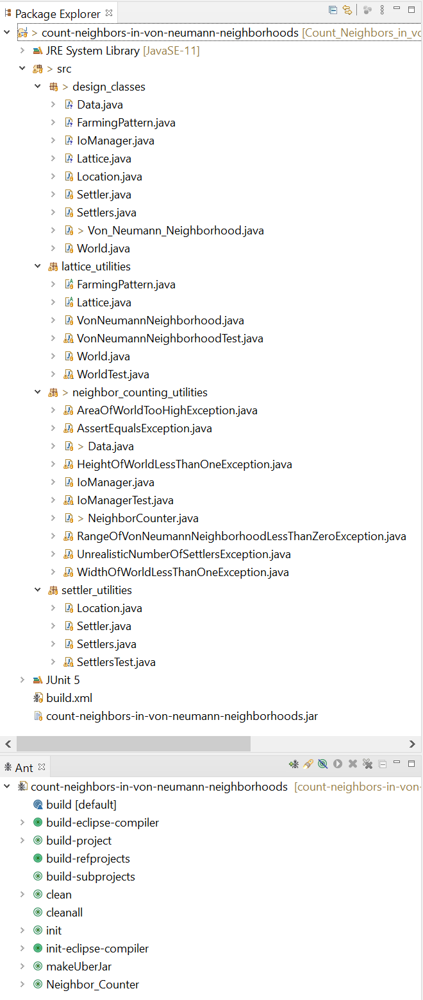 Package Explorer
> count-neighbors-in-von-neumann-neighborhoods [Count_Neighbors_in_vo
JRE System Library [JavaSE-11]
> src
> design_classes
Data.java
FarmingPattern.java
IoManager.java
Lattice.java
Location.java
Settler.java
Settlers.java
> Von_Neumann_Neighborhood.java
World.java
lattice_utilities
FarmingPattern.java
Lattice.java
VonNeumannNeighborhood.java
VonNeumannNeighborhoodTest.java
World.java
WorldTest.java
> neighbor_counting_utilities
AreaOfWorldTooHighException.java
AssertEqualsException.java
> Data.java
HeightOfWorldLessThanOneException.java
IoManager.java
IoManagerTest.java
> NeighborCounter.java
RangeOfVonNeumannNeighborhoodLessThanZeroException.java
UnrealisticNumberOfSettlersException.java
WidthOfWorldLessThanOneException.java
settler_utilities
Location.java
Settler.java
Settlers.java
SettlersTest.java
JUnit 5
build.xml
count-neighbors-in-von-neumann-neighborhoods.jar
Ant
count-neighbors-in-von-neumann-neighborhoods [count-neighbors-in-von-
build [default]
build-eclipse-compiler
build-project
build-refprojects
build-subprojects
clean
cleanall
init
init-eclipse-compiler
makeUberJar
Neighbor_Counter